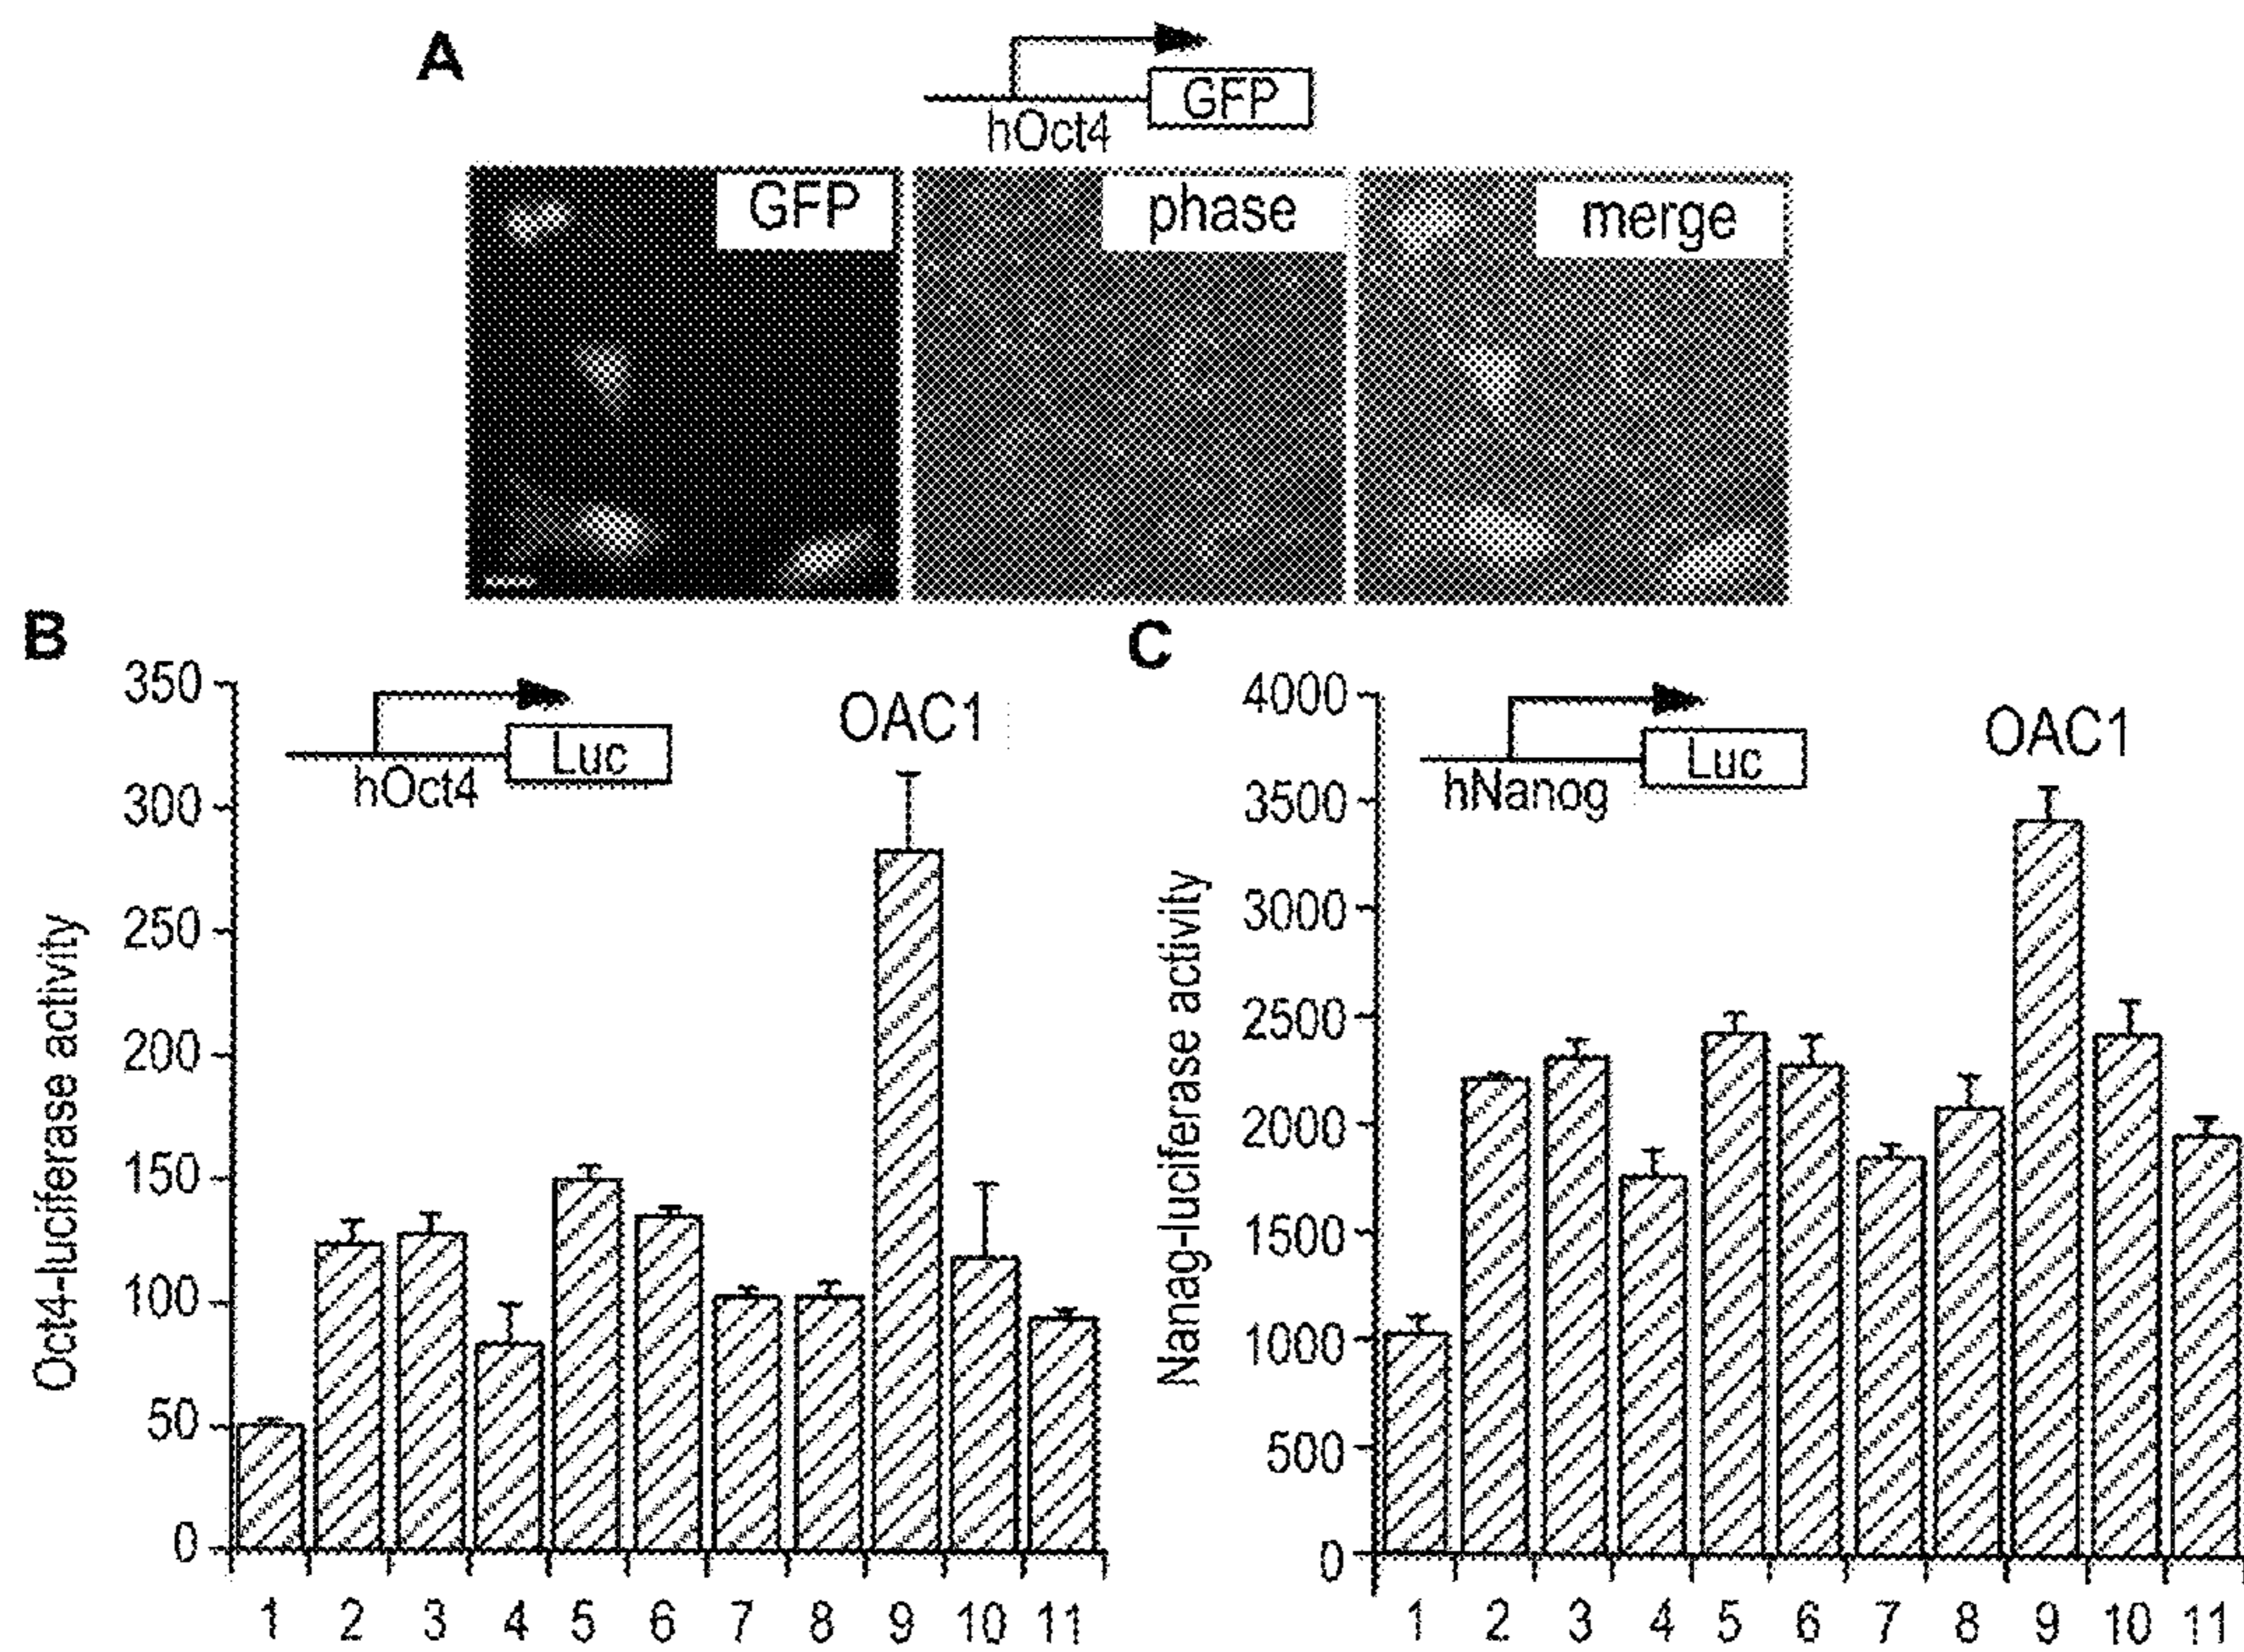 A
GFP
hOct4
GFP
phase
merge
B
350
300
250
200
150
100
50
0
Oct4-luciferase activity
Luc
hOct4
OAC1
1 2 3 4 5 6 7 8 9 10 11
C
4000
3500
3000
2500
2000
1500
1000
500
0
Nanag-luciferase activity
Luc
hNanog
OAC1
1 2 3 4 5 6 7 8 9 10 11